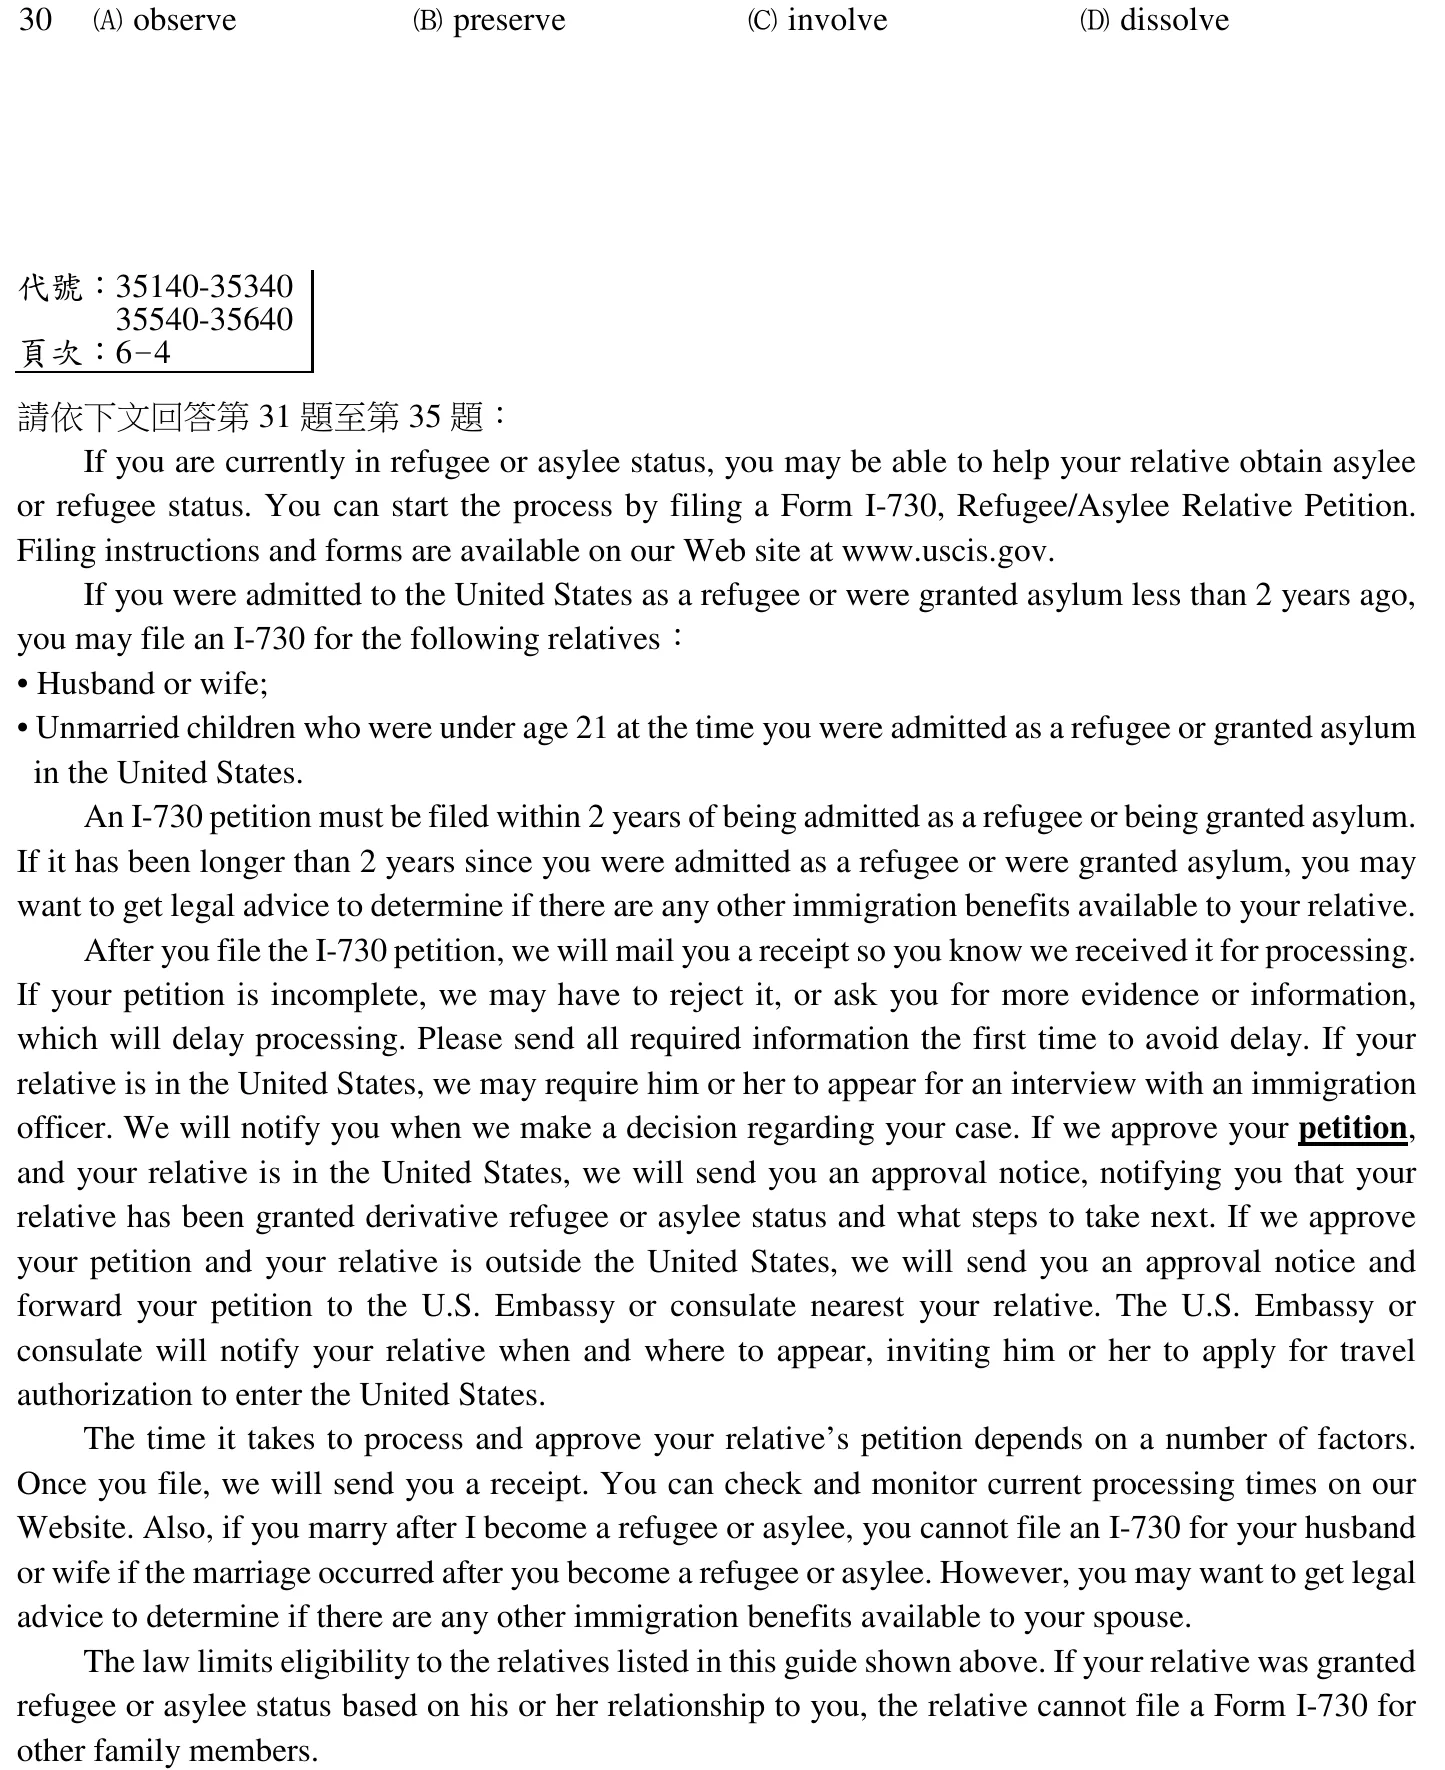 30 (A) observe (B) preserve (C) involve (D) dissolve
代號：35140-35340
35540-35640
頁次：6－4
請依下文回答第 31 題至第 35 題：
If you are currently in refugee or asylee status, you may be able to help your relative obtain asylee
or refugee status. You can start the process by filing a Form I-730, Refugee/Asylee Relative Petition.
Filing instructions and forms are available on our Web site at www.uscis.gov.
If you were admitted to the United States as a refugee or were granted asylum less than 2 years ago,
you may file an I-730 for the following relatives：
• Husband or wife;
• Unmarried children who were under age 21 at the time you were admitted as a refugee or granted asylum
in the United States.
An I-730 petition must be filed within 2 years of being admitted as a refugee or being granted asylum.
If it has been longer than 2 years since you were admitted as a refugee or were granted asylum, you may
want to get legal advice to determine if there are any other immigration benefits available to your relative.
After you file the I-730 petition, we will mail you a receipt so you know we received it for processing.
If your petition is incomplete, we may have to reject it, or ask you for more evidence or information,
which will delay processing. Please send all required information the first time to avoid delay. If your
relative is in the United States, we may require him or her to appear for an interview with an immigration
officer. We will notify you when we make a decision regarding your case. If we approve your petition,
and your relative is in the United States, we will send you an approval notice, notifying you that your
relative has been granted derivative refugee or asylee status and what steps to take next. If we approve
your petition and your relative is outside the United States, we will send you an approval notice and
forward your petition to the U.S. Embassy or consulate nearest your relative. The U.S. Embassy or
consulate will notify your relative when and where to appear, inviting him or her to apply for travel
authorization to enter the United States.
The time it takes to process and approve your relative’s petition depends on a number of factors.
Once you file, we will send you a receipt. You can check and monitor current processing times on our
Website. Also, if you marry after I become a refugee or asylee, you cannot file an I-730 for your husband
or wife if the marriage occurred after you become a refugee or asylee. However, you may want to get legal
advice to determine if there are any other immigration benefits available to your spouse.
The law limits eligibility to the relatives listed in this guide shown above. If your relative was granted
refugee or asylee status based on his or her relationship to you, the relative cannot file a Form I-730 for
other family members.